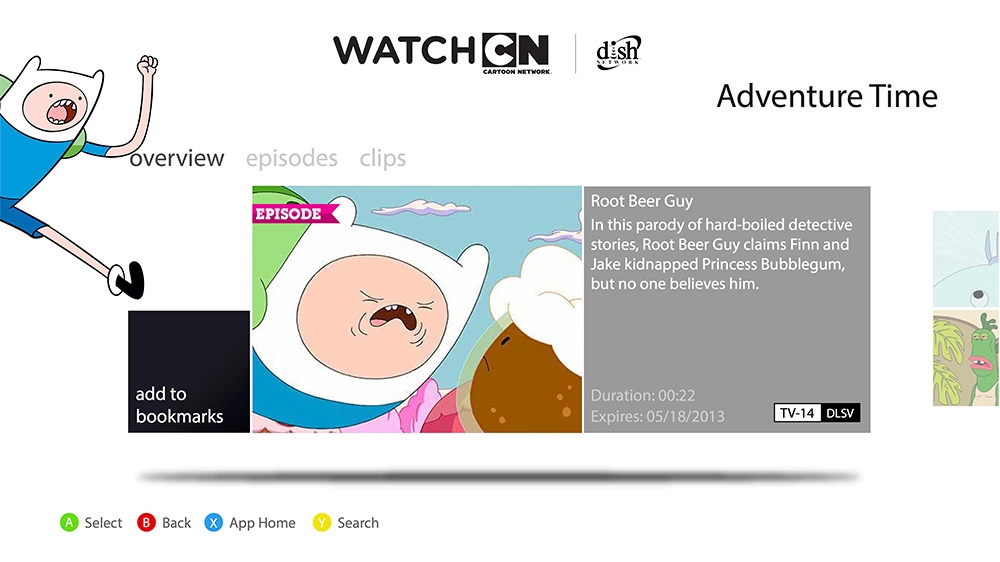 WATCH CN
CARTOON NETWORK
dish
NETWORK
Adventure Time
overview episodes clips
EPISODE
Root Beer Guy
In this parody of hard-boiled detective
stories, Root Beer Guy claims Finn and
Jake kidnapped Princess Bubblegum,
but no one believes him.
add to
bookmarks
Duration: 00:22
Expires: 05/18/2013
TV-14 DLSV
A Select B Back X App Home Y Search